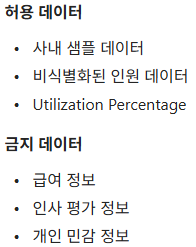 허용 데이터
• 사내 샘플 데이터
• 비식별화된 인원 데이터
• Utilization Percentage
금지 데이터
• 급여 정보
• 인사 평가 정보
• 개인 민감 정보